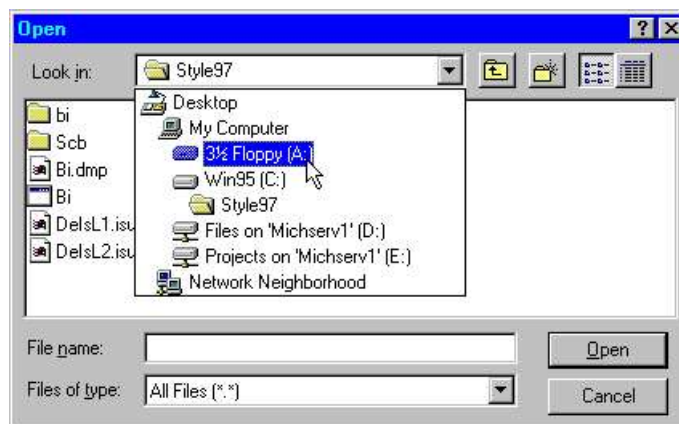 Open
Look in: Style97
Desktop
My Computer
3½ Floppy (A:)
Win95 (C:)
Style97
Files on 'Michserv1' (D:)
Projects on 'Michserv1' (E:)
Network Neighborhood
bi
Scb
Bi.dmp
Bi
DelsL1.isu
DelsL2.isu
File name:
Open
Files of type: All Files (*.*)
Cancel